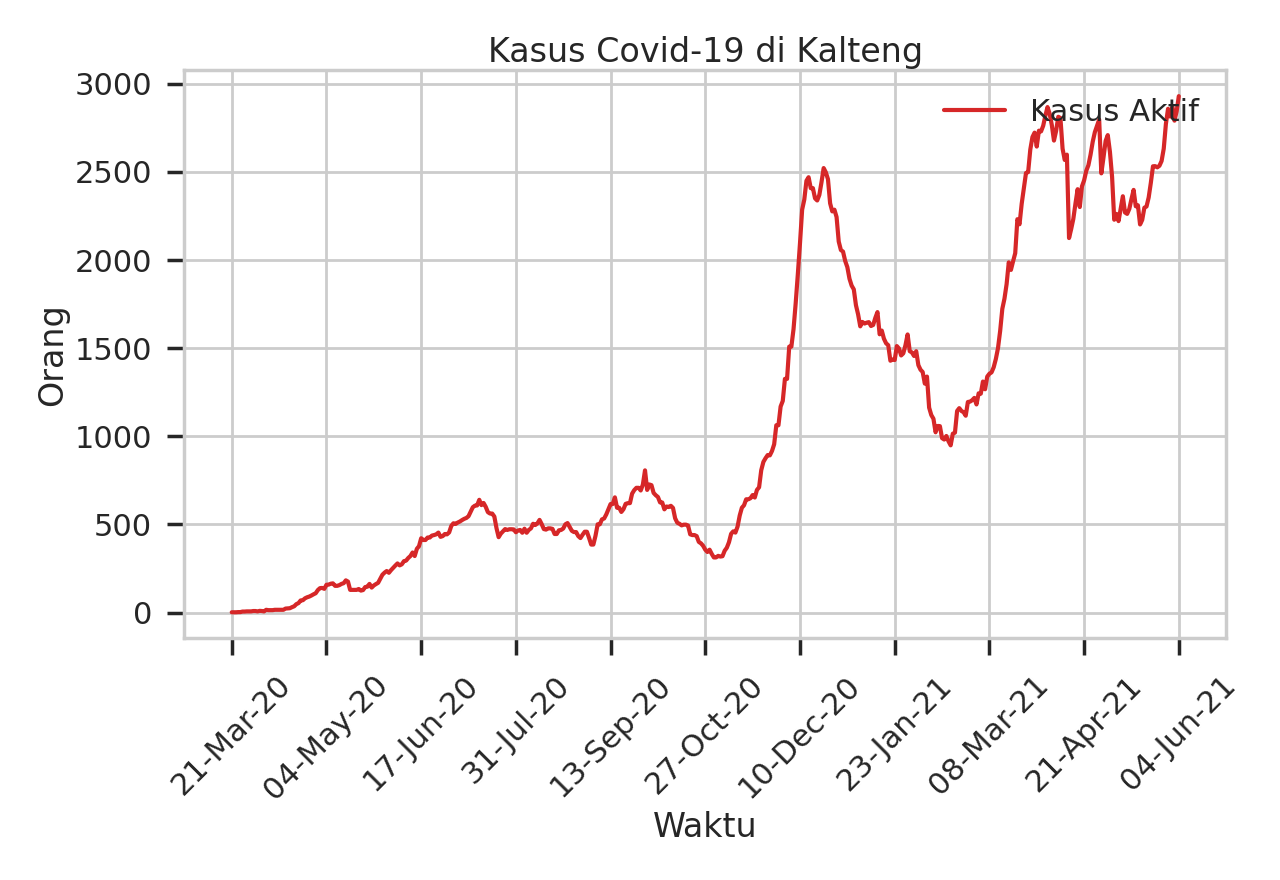 Kasus Covid-19 di Kalteng
3000
2500
2000
1500
1000
500
0
Orang
Kasus Aktif
21-Mar-20
04-May-20
17-Jun-20
31-Jul-20
13-Sep-20
27-Oct-20
10-Dec-20
23-Jan-21
08-Mar-21
21-Apr-21
04-Jun-21
Waktu